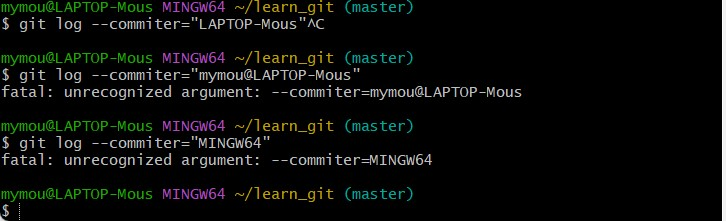 mymou@LAPTOP-Mous MINGW64 ~/learn_git (master)
$ git log --commiter="LAPTOP-Mous"^C
mymou@LAPTOP-Mous MINGW64 ~/learn_git (master)
$ git log --commiter="mymou@LAPTOP-Mous"
fatal: unrecognized argument: --commiter=mymou@LAPTOP-Mous
mymou@LAPTOP-Mous MINGW64 ~/learn_git (master)
$ git log --commiter="MINGW64"
fatal: unrecognized argument: --commiter=MINGW64
mymou@LAPTOP-Mous MINGW64 ~/learn_git (master)
$